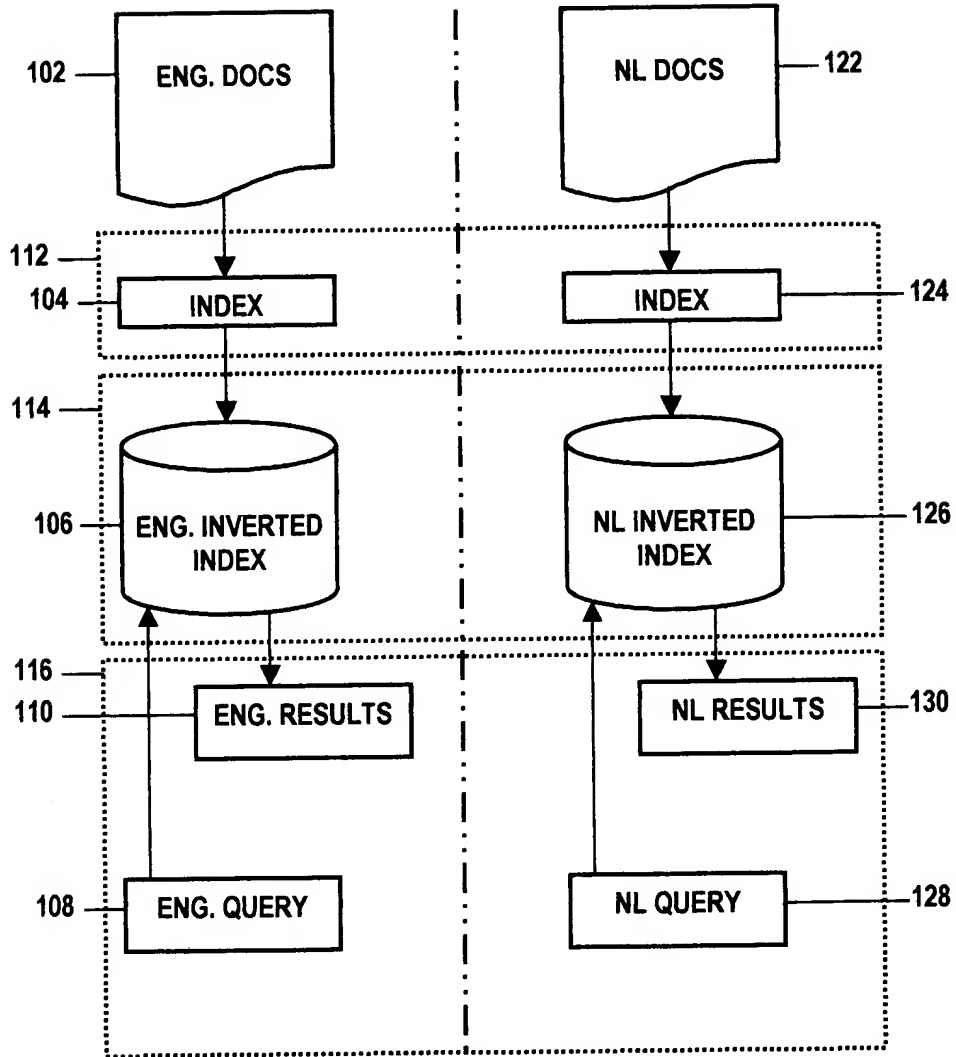 102
ENG. DOCS
NL DOCS
122
112
104
INDEX
INDEX
124
114
106
ENG. INVERTED
INDEX
NL INVERTED
INDEX
126
116
110
ENG. RESULTS
NL RESULTS
130
108
ENG. QUERY
NL QUERY
128